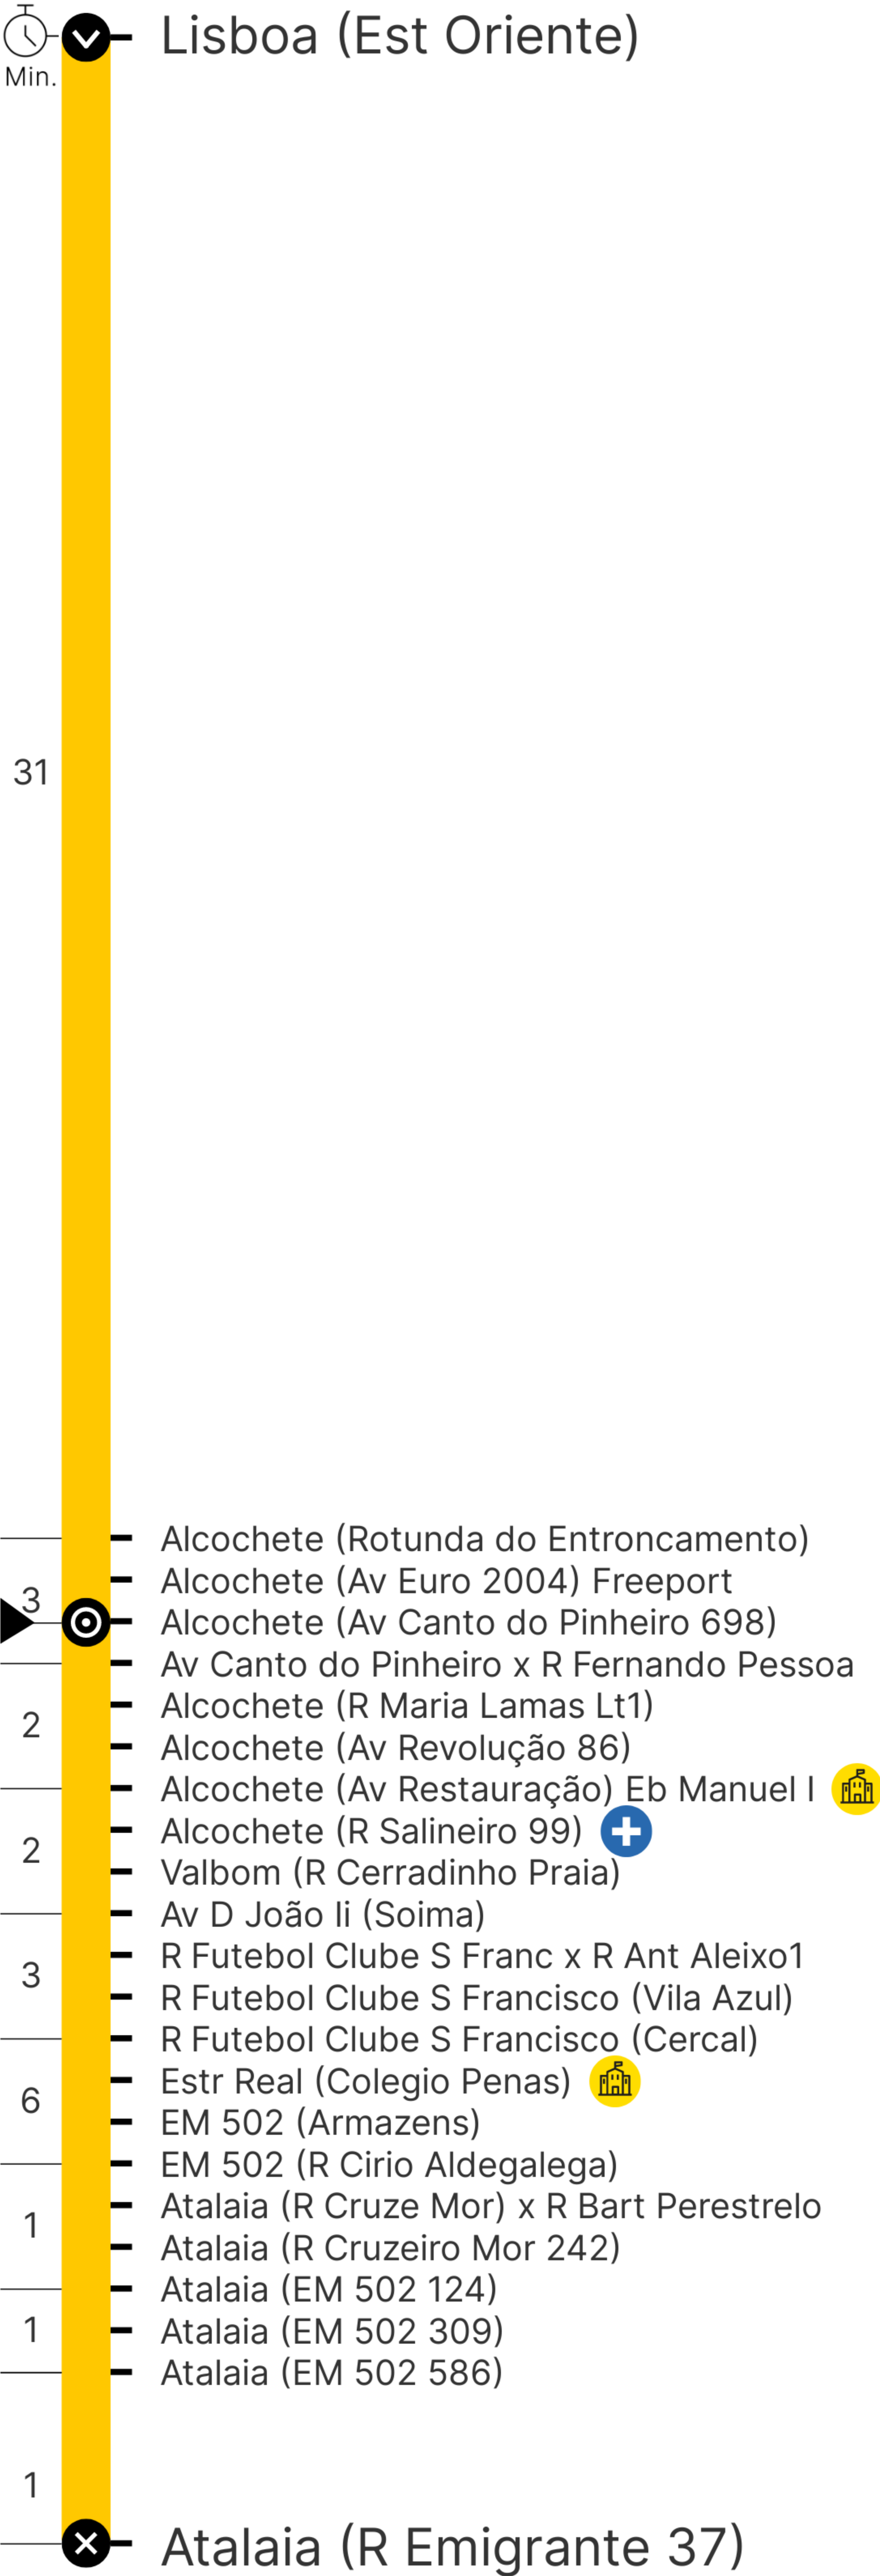 Lisboa (Est Oriente)
Min.
31
Alcochete (Rotunda do Entroncamento)
Alcochete (Av Euro 2004) Freeport
3
Alcochete (Av Canto do Pinheiro 698)
Av Canto do Pinheiro x R Fernando Pessoa
Alcochete (R Maria Lamas Lt1)
2
Alcochete (Av Revolução 86)
Alcochete (Av Restauração) Eb Manuel I
Alcochete (R Salineiro 99)
2
Valbom (R Cerradinho Praia)
Av D João Ii (Soima)
R Futebol Clube S Franc x R Ant Aleixo1
3
R Futebol Clube S Francisco (Vila Azul)
R Futebol Clube S Francisco (Cercal)
Estr Real (Colegio Penas)
6
EM 502 (Armazens)
EM 502 (R Cirio Aldegalega)
Atalaia (R Cruze Mor) x R Bart Perestrelo
1
Atalaia (R Cruzeiro Mor 242)
Atalaia (EM 502 124)
1
Atalaia (EM 502 309)
Atalaia (EM 502 586)
1
Atalaia (R Emigrante 37)